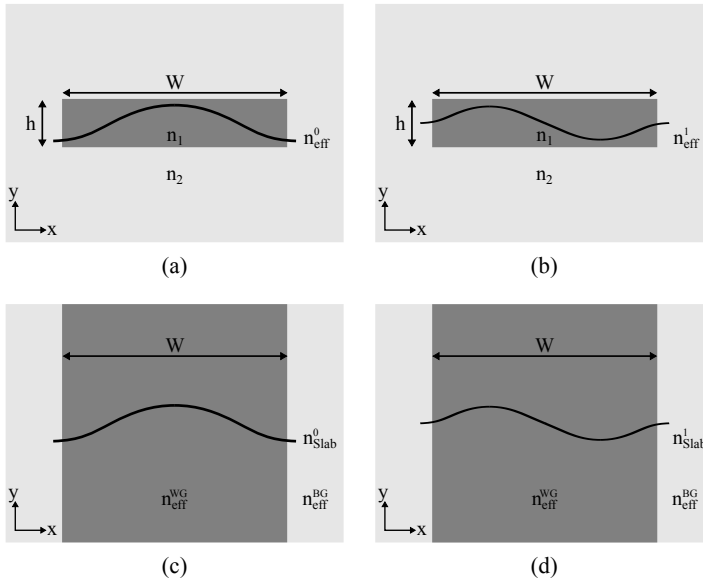 W
h
n₁
n⁰eff
n₂
y
x
(a)
W
h
n₁
n¹eff
n₂
y
x
(b)
W
n⁰Slab
nWGeff
nBGeff
y
x
(c)
W
n¹Slab
nWGeff
nBGeff
y
x
(d)